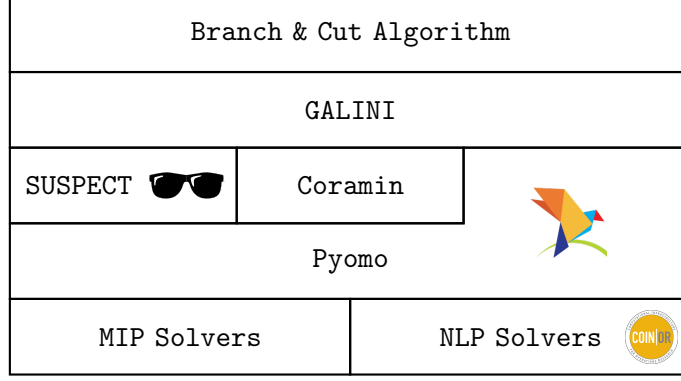 Branch & Cut Algorithm
GALINI
SUSPECT
Coramin
Pyomo
MIP Solvers
NLP Solvers
COIN|OR